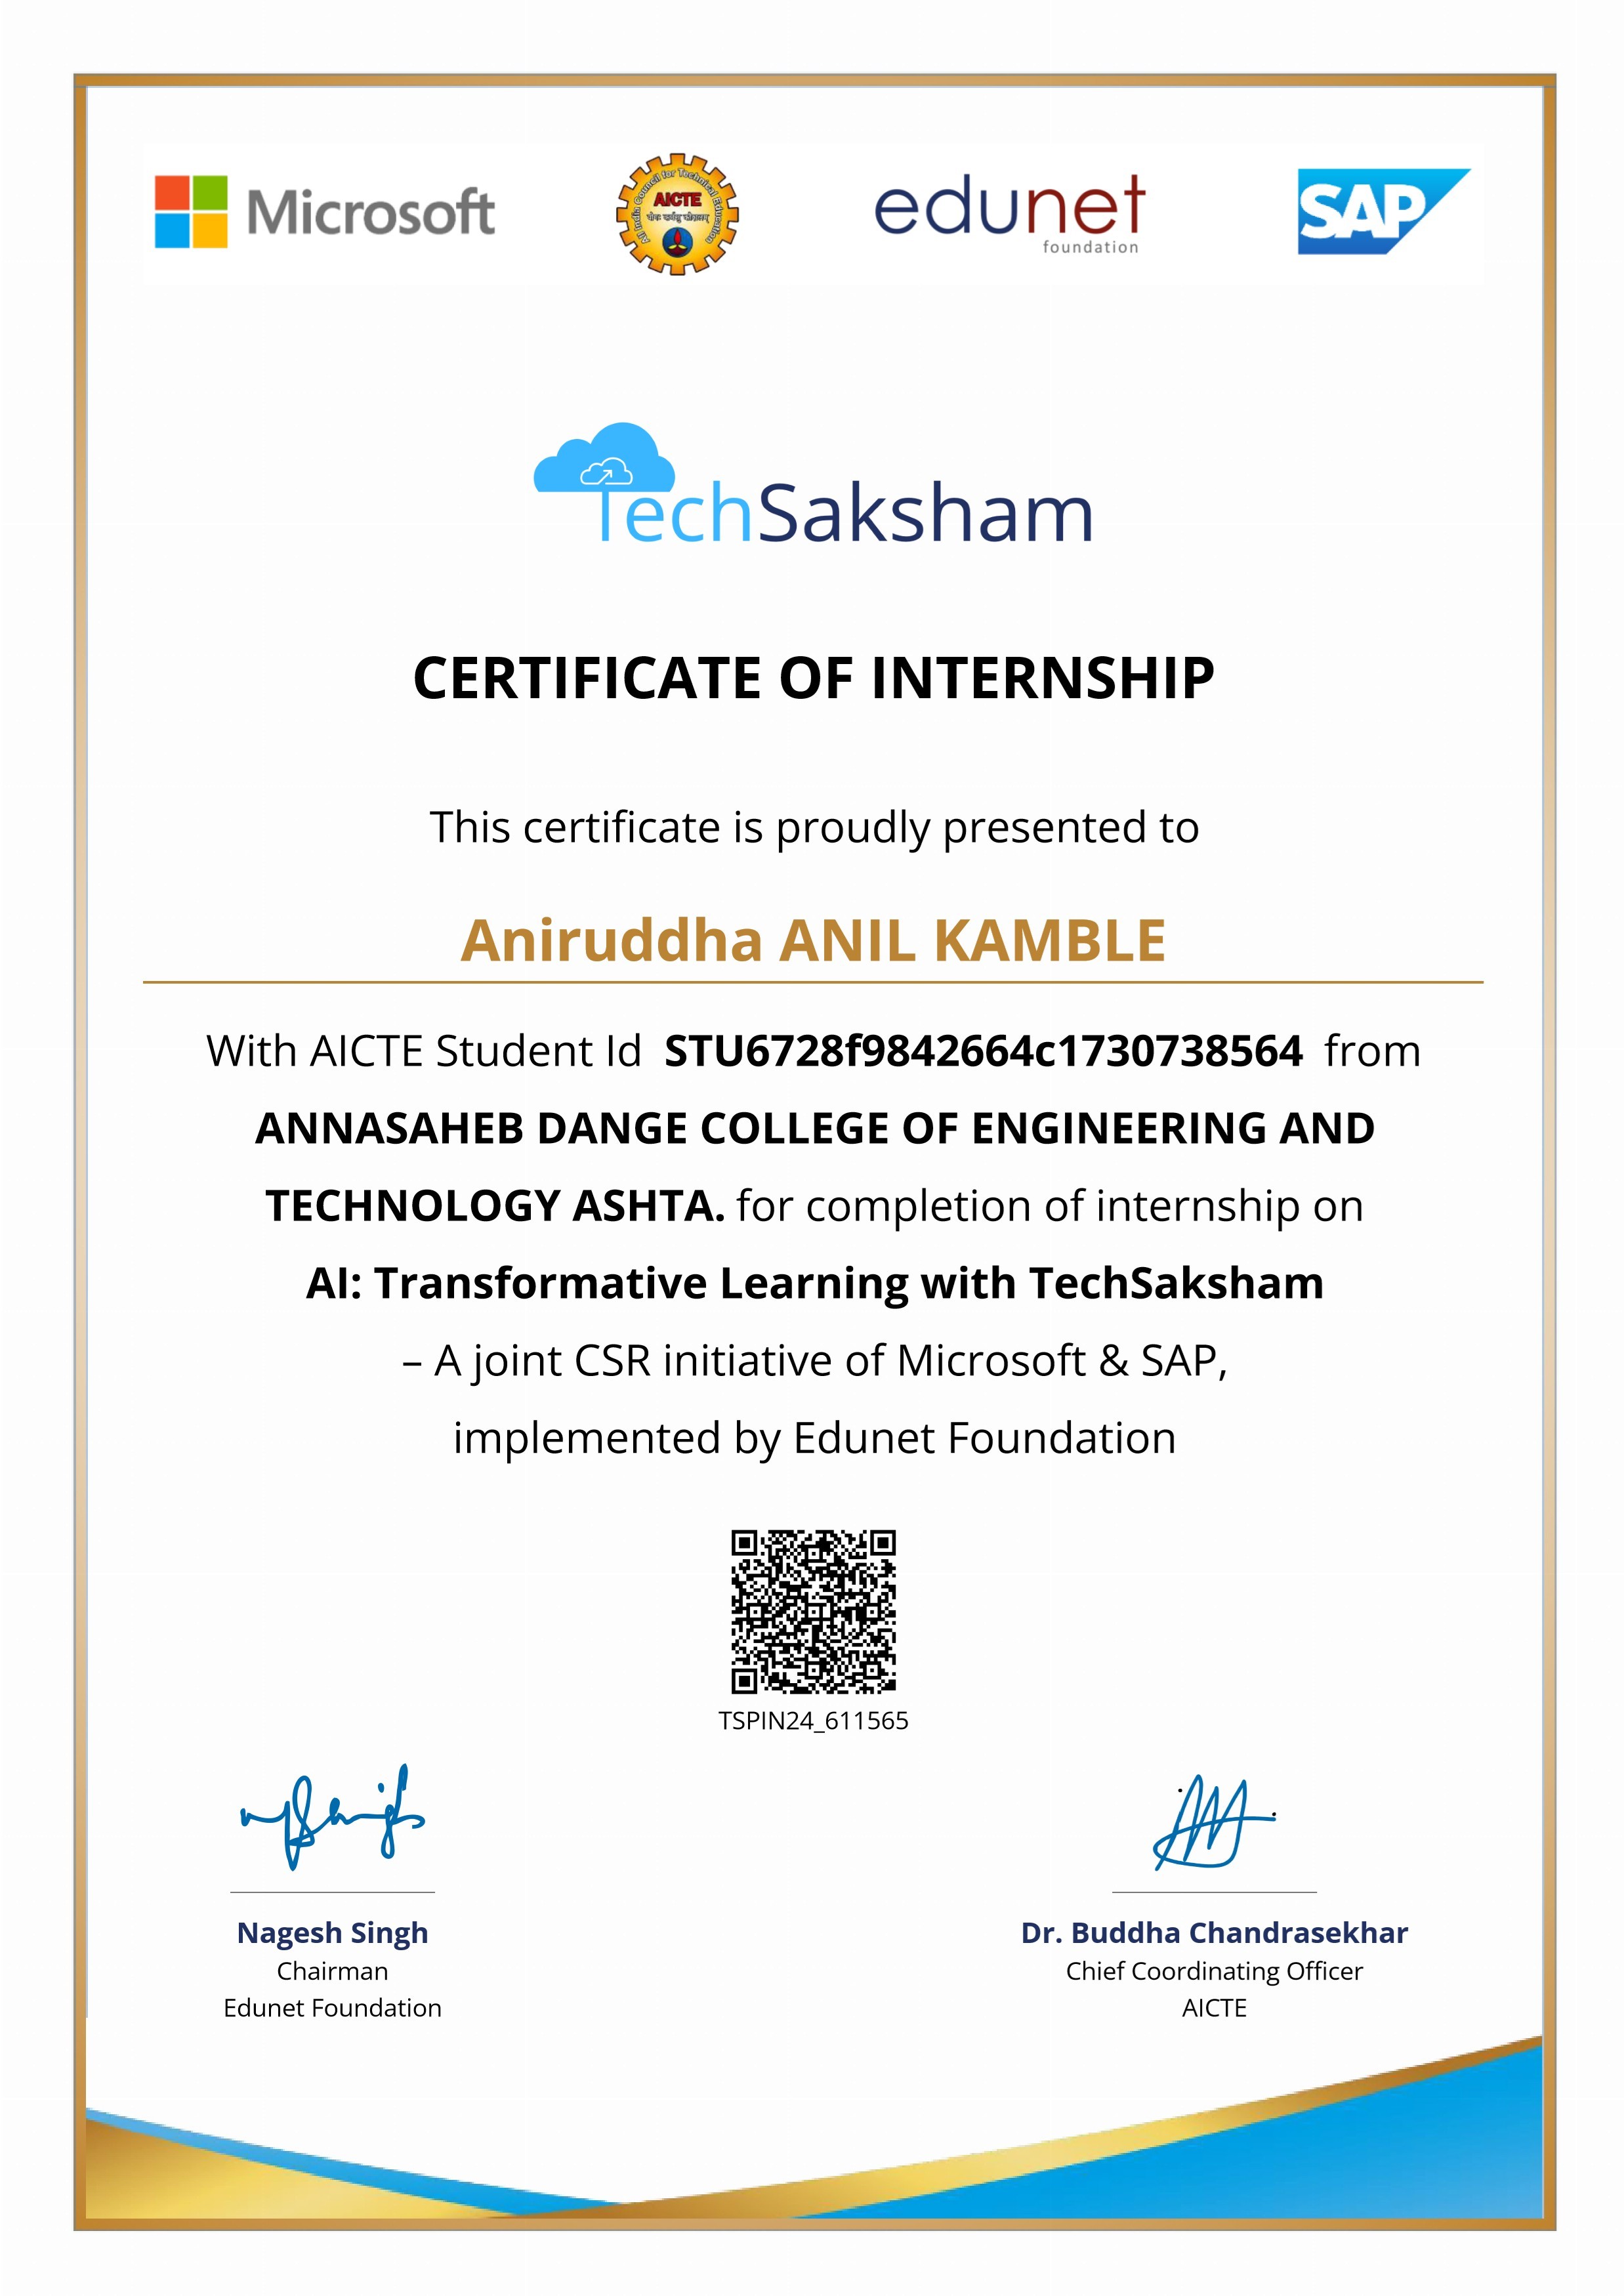 Microsoft
All India Council for Technical Education
AICTE
edunet
foundation
SAP
TechSaksham
CERTIFICATE OF INTERNSHIP
This certificate is proudly presented to
Aniruddha ANIL KAMBLE
With AICTE Student Id STU6728f9842664c1730738564 from
ANNASAHEB DANGE COLLEGE OF ENGINEERING AND
TECHNOLOGY ASHTA. for completion of internship on
AI: Transformative Learning with TechSaksham
– A joint CSR initiative of Microsoft & SAP,
implemented by Edunet Foundation
TSPIN24_611565
Nagesh Singh
Chairman
Edunet Foundation
Dr. Buddha Chandrasekhar
Chief Coordinating Officer
AICTE